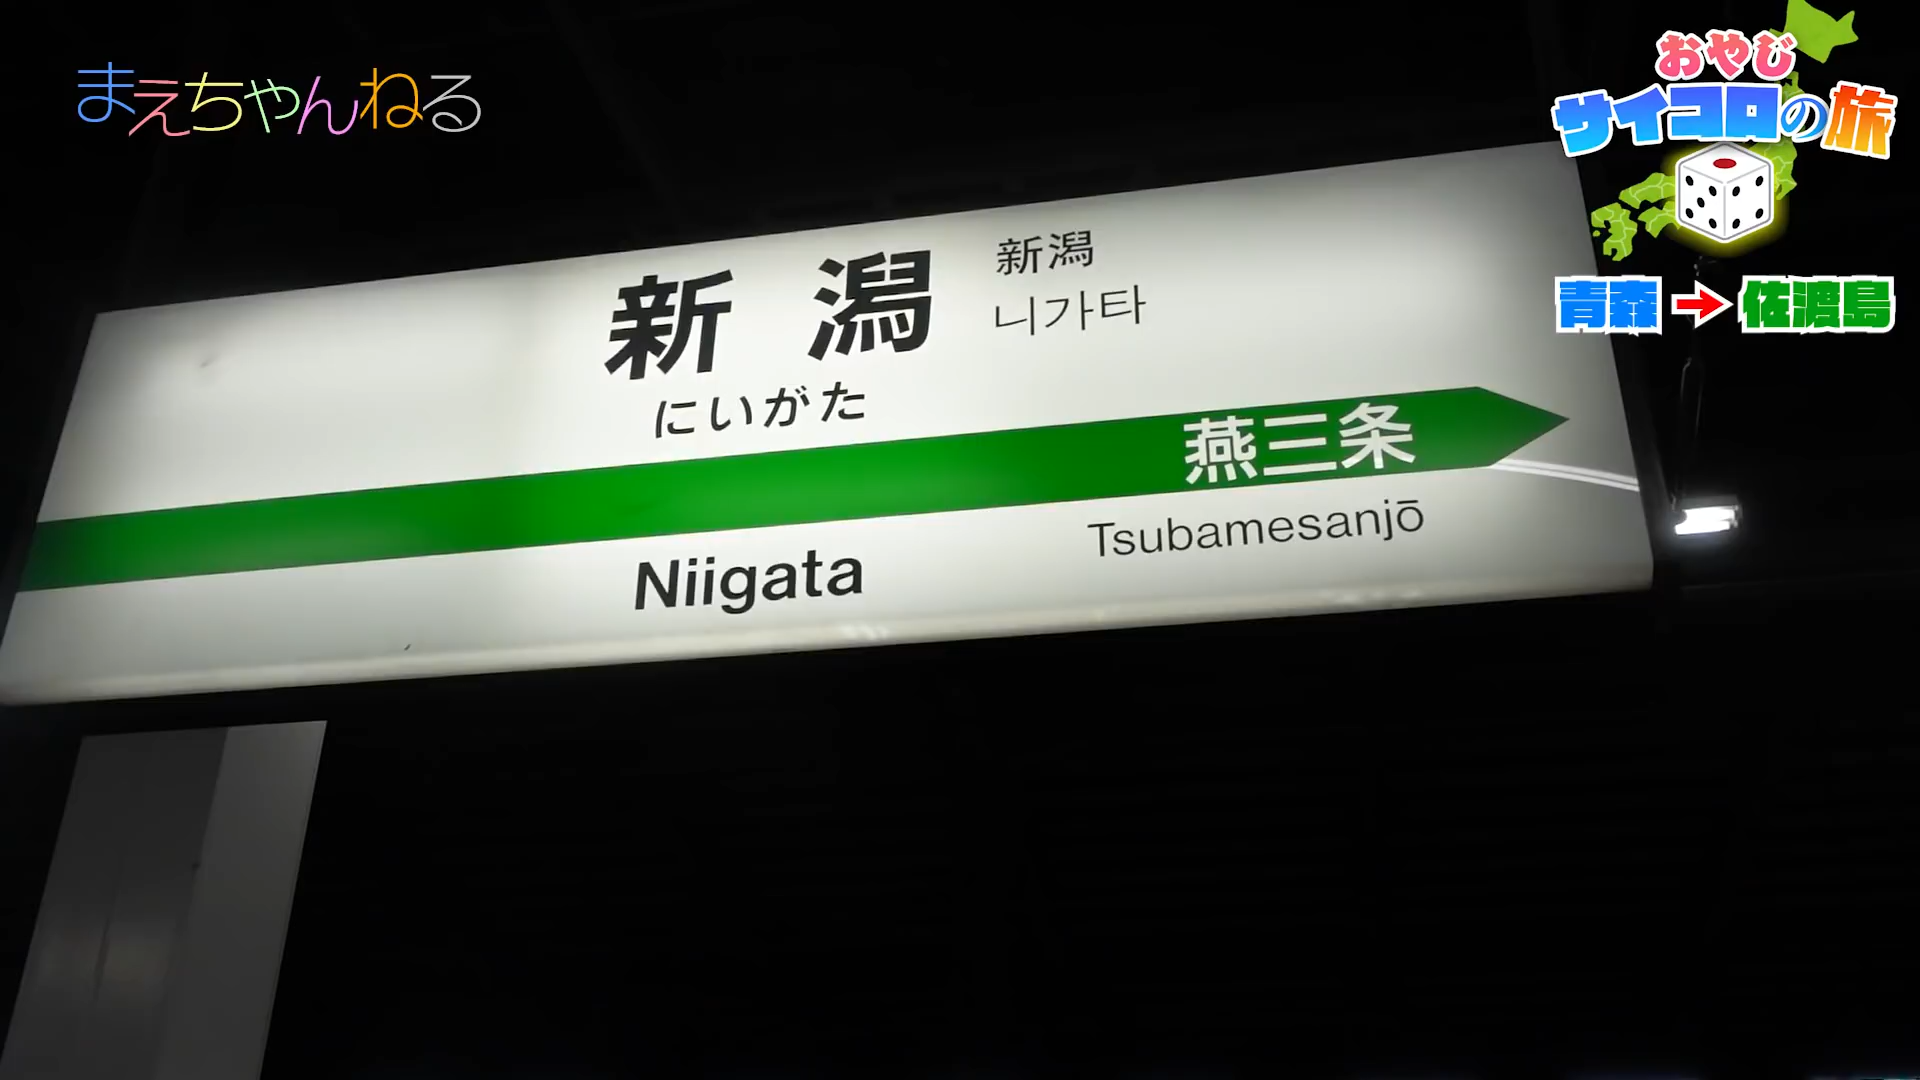 まえちゃんねる
おやじ
サイコロの旅
青森→佐渡島
新潟
新潟
니가타
にいがた
燕三条
Niigata
Tsubamesanjō